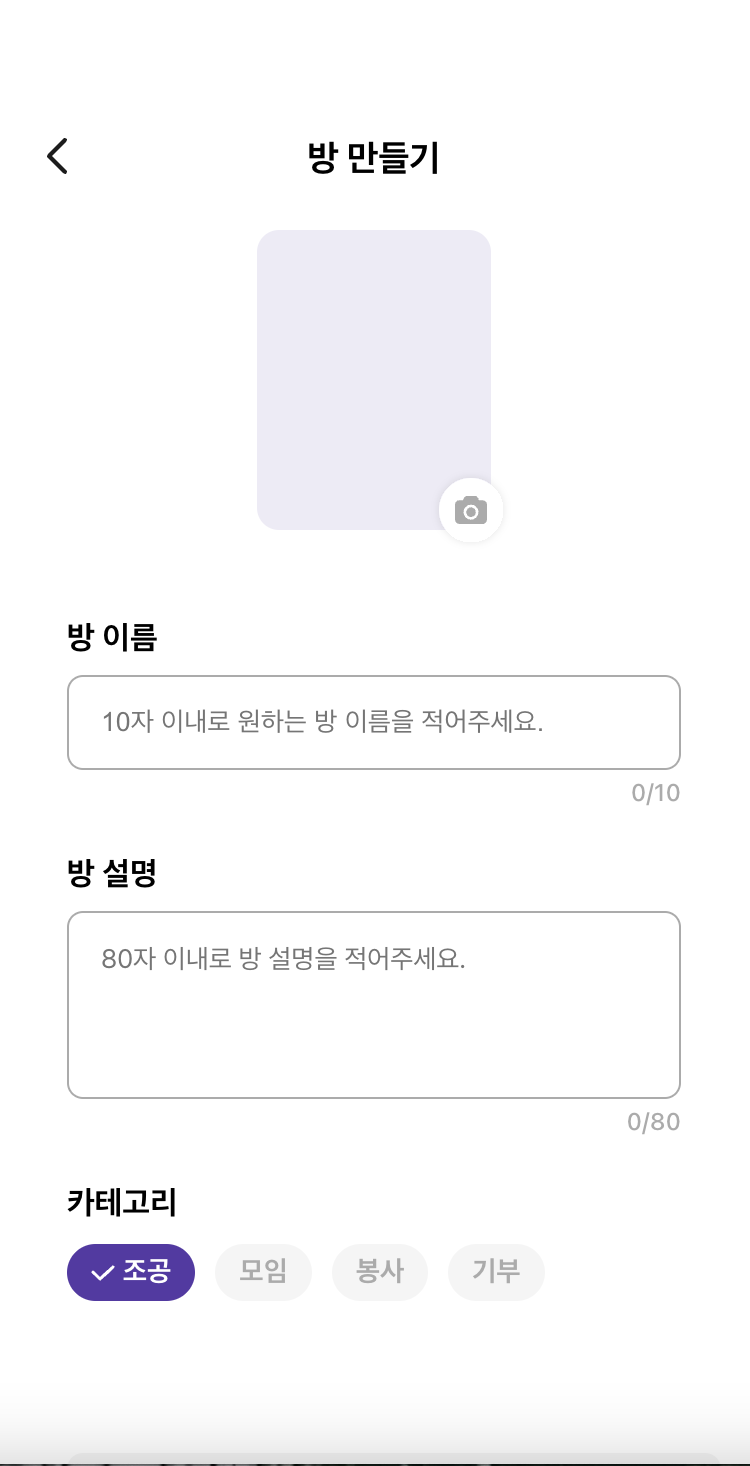 방 만들기
방 이름
10자 이내로 원하는 방 이름을 적어주세요.
0/10
방 설명
80자 이내로 방 설명을 적어주세요.
0/80
카테고리
조공 모임 봉사 기부